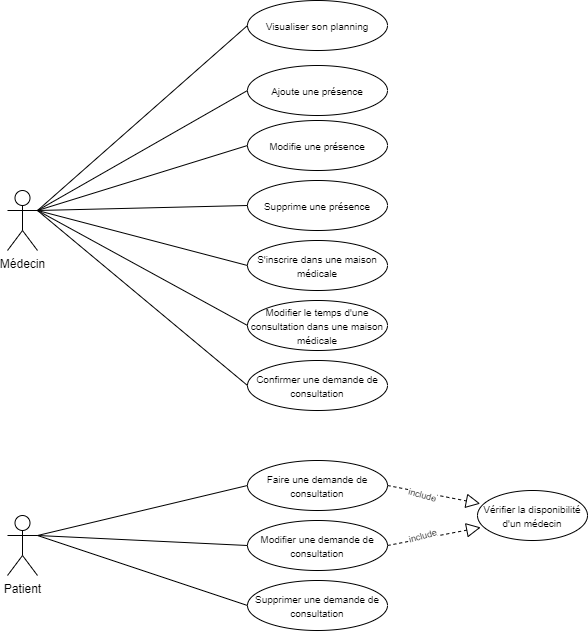 Visualiser son planning
Ajoute une présence
Modifie une présence
Supprime une présence
S'inscrire dans une maison
médicale
Modifier le temps d'une
consultation dans une maison
médicale
Confirmer une demande de
consultation
Médecin
Faire une demande de
consultation
include
Vérifier la disponibilité
d'un médecin
Modifier une demande de
consultation
include
Supprimer une demande de
consultation
Patient